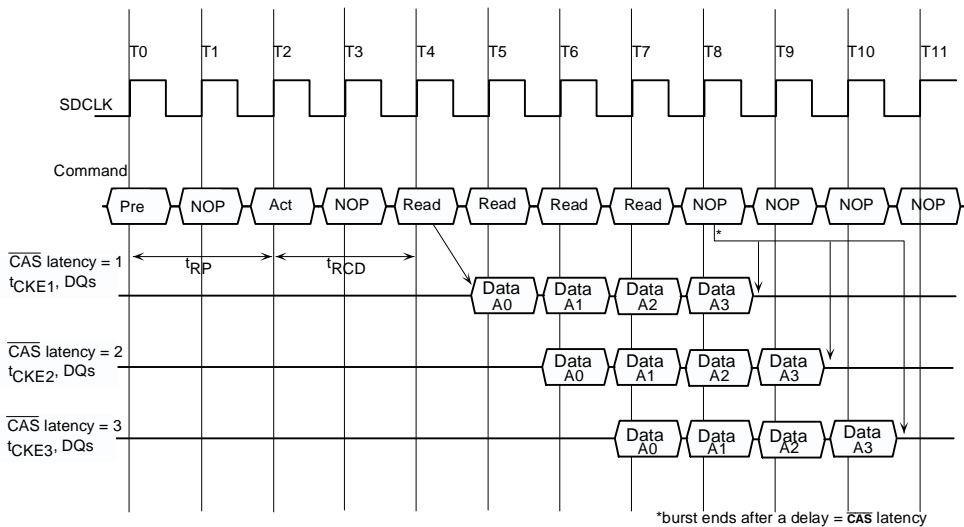 T0 T1 T2 T3 T4 T5 T6 T7 T8 T9 T10 T11
SDCLK
Command
Pre NOP Act NOP Read Read Read Read NOP NOP NOP NOP
*
CAS latency = 1
tCKE1, DQs
tRP tRCD
Data A0 Data A1 Data A2 Data A3
CAS latency = 2
tCKE2, DQs
Data A0 Data A1 Data A2 Data A3
CAS latency = 3
tCKE3, DQs
Data A0 Data A1 Data A2 Data A3
*burst ends after a delay = CAS latency